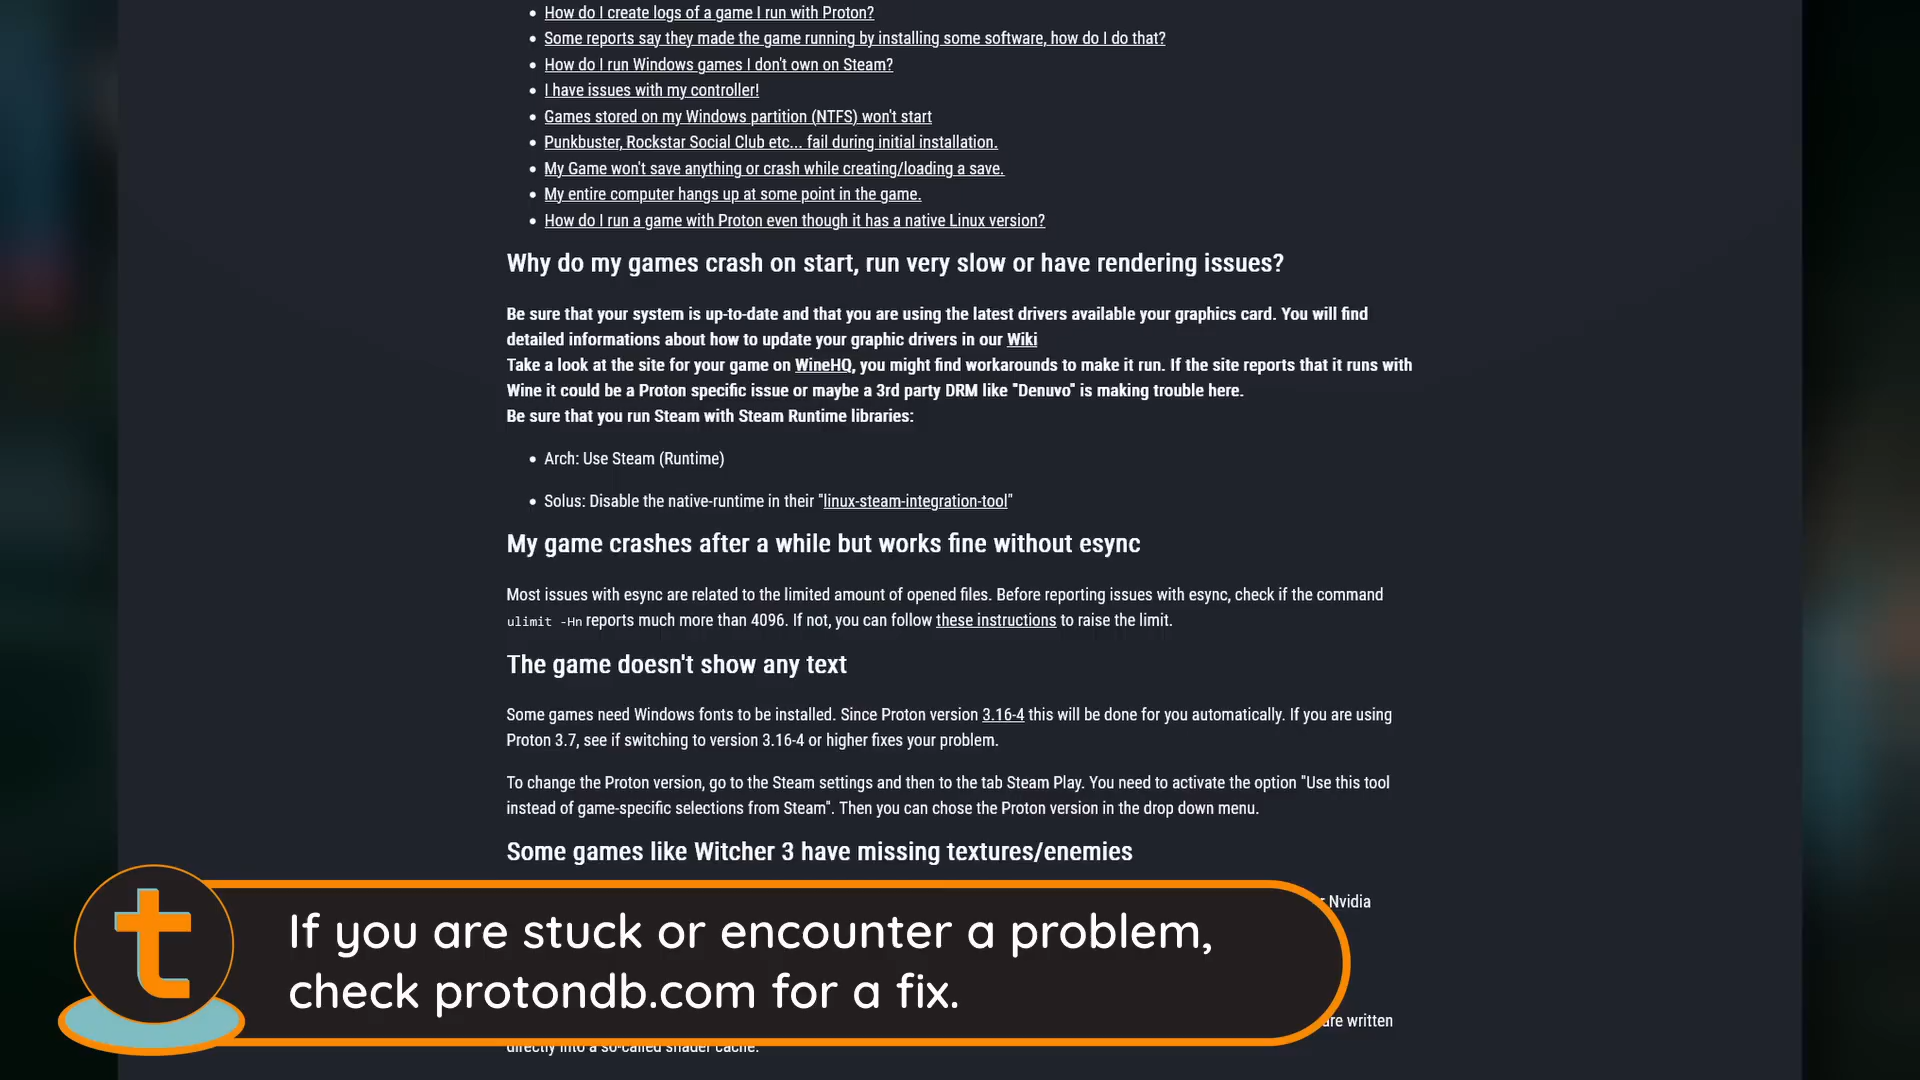 How do I create logs of a game I run with Proton?
Some reports say they made the game running by installing some software, how do I do that?
How do I run Windows games I don't own on Steam?
I have issues with my controller!
Games stored on my Windows partition (NTFS) won't start
Punkbuster, Rockstar Social Club etc... fail during initial installation.
My Game won't save anything or crash while creating/loading a save.
My entire computer hangs up at some point in the game.
How do I run a game with Proton even though it has a native Linux version?
Why do my games crash on start, run very slow or have rendering issues?
Be sure that your system is up-to-date and that you are using the latest drivers available your graphics card. You will find
detailed informations about how to update your graphic drivers in our Wiki
Take a look at the site for your game on WineHQ, you might find workarounds to make it run. If the site reports that it runs with
Wine it could be a Proton specific issue or maybe a 3rd party DRM like "Denuvo" is making trouble here.
Be sure that you run Steam with Steam Runtime libraries:
Arch: Use Steam (Runtime)
Solus: Disable the native-runtime in their "linux-steam-integration-tool"
My game crashes after a while but works fine without esync
Most issues with esync are related to the limited amount of opened files. Before reporting issues with esync, check if the command
ulimit -Hn reports much more than 4096. If not, you can follow these instructions to raise the limit.
The game doesn't show any text
Some games need Windows fonts to be installed. Since Proton version 3.16-4 this will be done for you automatically. If you are using
Proton 3.7, see if switching to version 3.16-4 or higher fixes your problem.
To change the Proton version, go to the Steam settings and then to the tab Steam Play. You need to activate the option "Use this tool
instead of game-specific selections from Steam". Then you can chose the Proton version in the drop down menu.
Some games like Witcher 3 have missing textures/enemies
Nvidia
t
If you are stuck or encounter a problem,
check protondb.com for a fix.
are written
directly into a so-called shader cache.